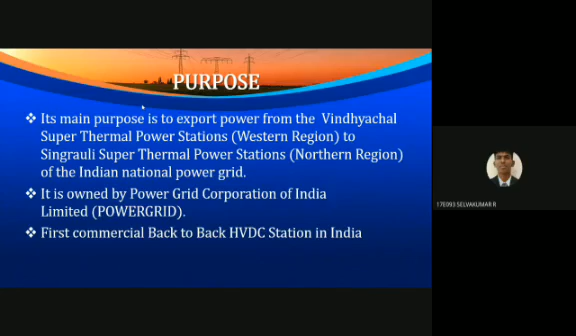 PURPOSE
❖ Its main purpose is to export power from the Vindhyachal
Super Thermal Power Stations (Western Region) to
Singrauli Super Thermal Power Stations (Northern Region)
of the Indian national power grid.
❖ It is owned by Power Grid Corporation of India
Limited (POWERGRID).
❖ First commercial Back to Back HVDC Station in India
17E093 SELVAKUMAR R